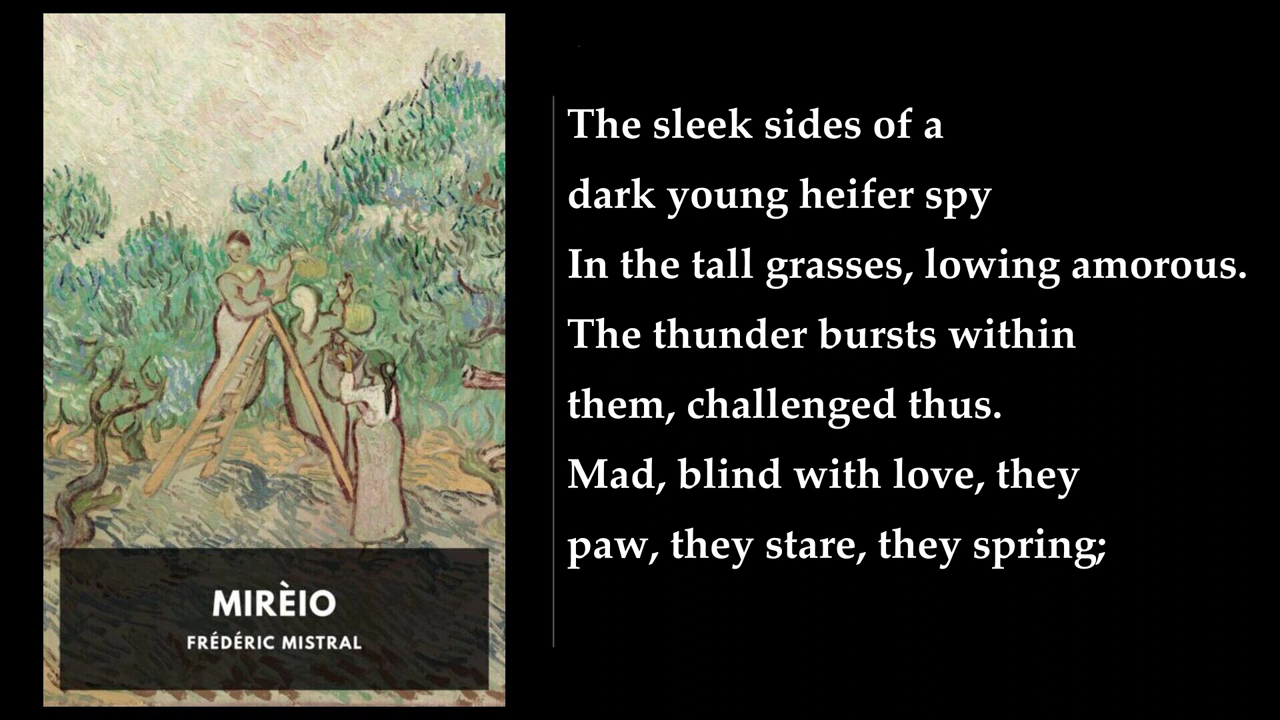 The sleek sides of a
dark young heifer spy
In the tall grasses, lowing amorous.
The thunder bursts within
them, challenged thus.
Mad, blind with love, they
paw, they stare, they spring;
MIRÈIO
FRÉDÉRIC MISTRAL